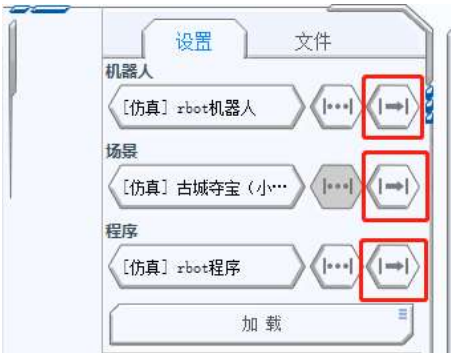 设置 文件
机器人
[仿真] rbot机器人
场景
[仿真] 古城夺宝（小…
程序
[仿真] rbot程序
加 载